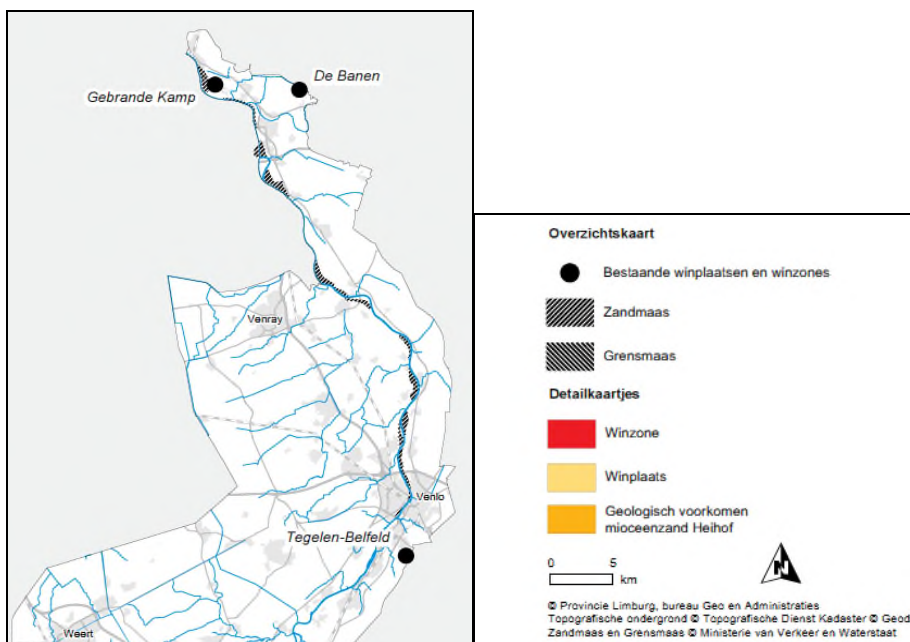 De Banen
Gebrande Kamp
Venray
Venlo
Tegelen-Belfeld
Weert
Overzichtskaart
Bestaande winplaatsen en winzones
Zandmaas
Grensmaas
Detailkaartjes
Winzone
Winplaats
Geologisch voorkomen
mioceenzand Heihof
0 5
km
N
© Provincie Limburg, bureau Geo en Administraties
Topografische ondergrond © Topografische Dienst Kadaster © Geod
Zandmaas en Grensmaas © Ministerie van Verkeer en Waterstaat